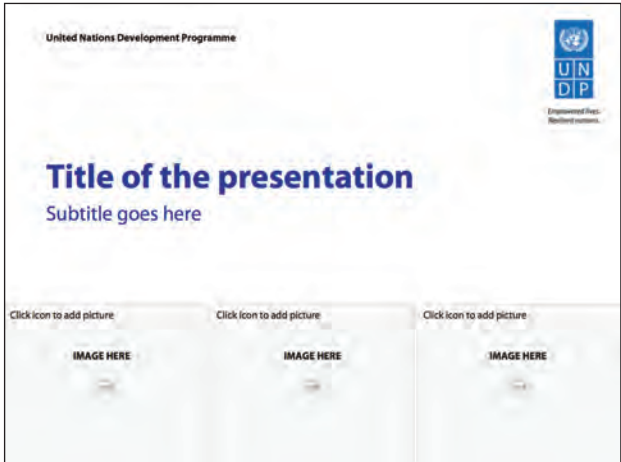 United Nations Development Programme
U N
D P
Empowered lives.
Resilient nations.
Title of the presentation
Subtitle goes here
Click icon to add picture
Click icon to add picture
Click icon to add picture
IMAGE HERE
IMAGE HERE
IMAGE HERE